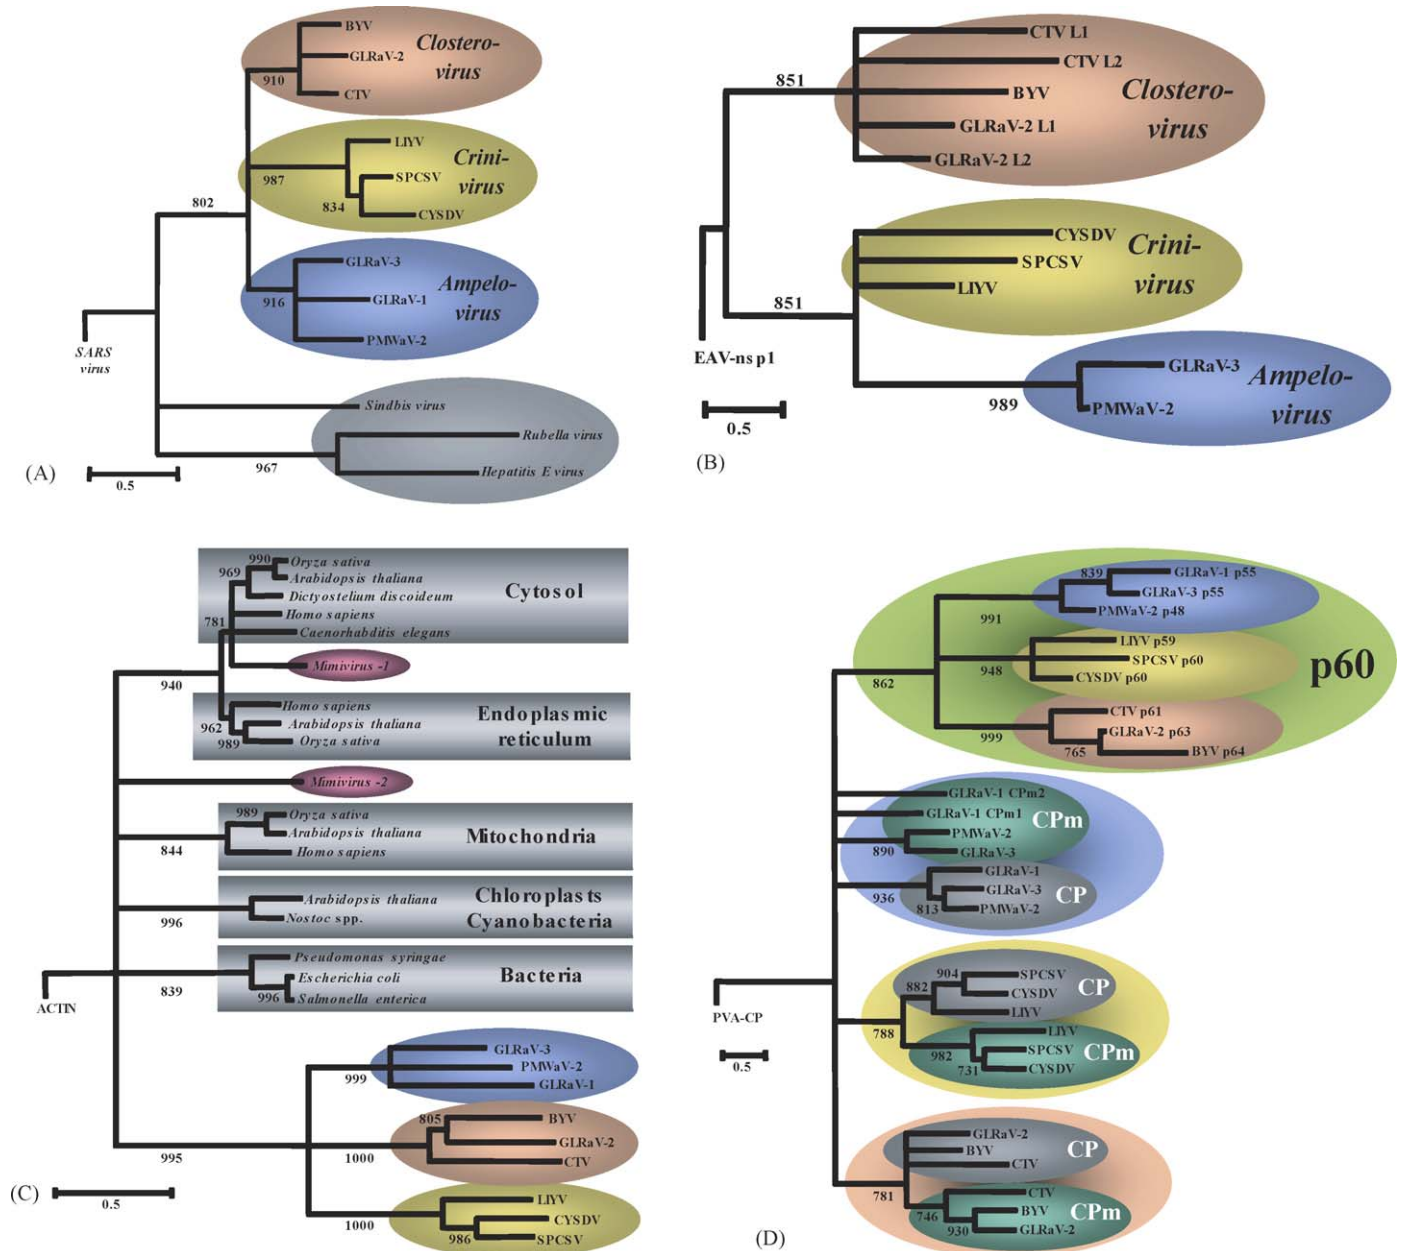 BYV
GLRaV-2
CTV
910
Clostero-
virus
LIYV
SPCSV
CYSDV
987
834
Crini-
virus
802
GLRaV-3
GLRaV-1
PMWaV-2
916
Ampelo-
virus
SARS
virus
Sindbis virus
Rubella virus
Hepatitis E virus
967
0.5
(A)
CTV L1
CTV L2
BYV
GLRaV-2 L1
GLRaV-2 L2
851
Clostero-
virus
CYSDV
SPCSV
LIYV
851
Crini-
virus
EAV-nsp1
GLRaV-3
PMWaV-2
989
Ampelo-
virus
0.5
(B)
990
Oryza sativa
969
Arabidopsis thaliana
Dictyostelium discoideum
Homo sapiens
781
Caenorhabditis elegans
Cytosol
Mimivirus -1
940
Homo sapiens
962
Arabidopsis thaliana
989
Oryza sativa
Endoplasmic
reticulum
Mimivirus -2
989
Oryza sativa
Arabidopsis thaliana
844
Homo sapiens
Mitochondria
Arabidopsis thaliana
Nostoc spp.
996
Chloroplasts
Cyanobacteria
Pseudomonas syringae
Escherichia coli
996
Salmonella enterica
839
Bacteria
ACTIN
GLRaV-3
PMWaV-2
999
GLRaV-1
805
BYV
GLRaV-2
CTV
995
1000
LIYV
CYSDV
SPCSV
1000
986
0.5
(C)
839
GLRaV-1 p55
GLRaV-3 p55
PMWaV-2 p48
991
LIYV p59
SPCSV p60
948
CYSDV p60
862
p60
CTV p61
GLRaV-2 p63
999
765
BYV p64
GLRaV-1 CPm2
GLRaV-1 CPm1
PMWaV-2
890
GLRaV-3
CPm
GLRaV-1
936
GLRaV-3
813
PMWaV-2
CP
904
SPCSV
882
CYSDV
LIYV
CP
788
LIYV
982
SPCSV
731
CYSDV
CPm
PVA-CP
0.5
GLRaV-2
BYV
CTV
CP
781
CTV
746
BYV
930
GLRaV-2
CPm
(D)